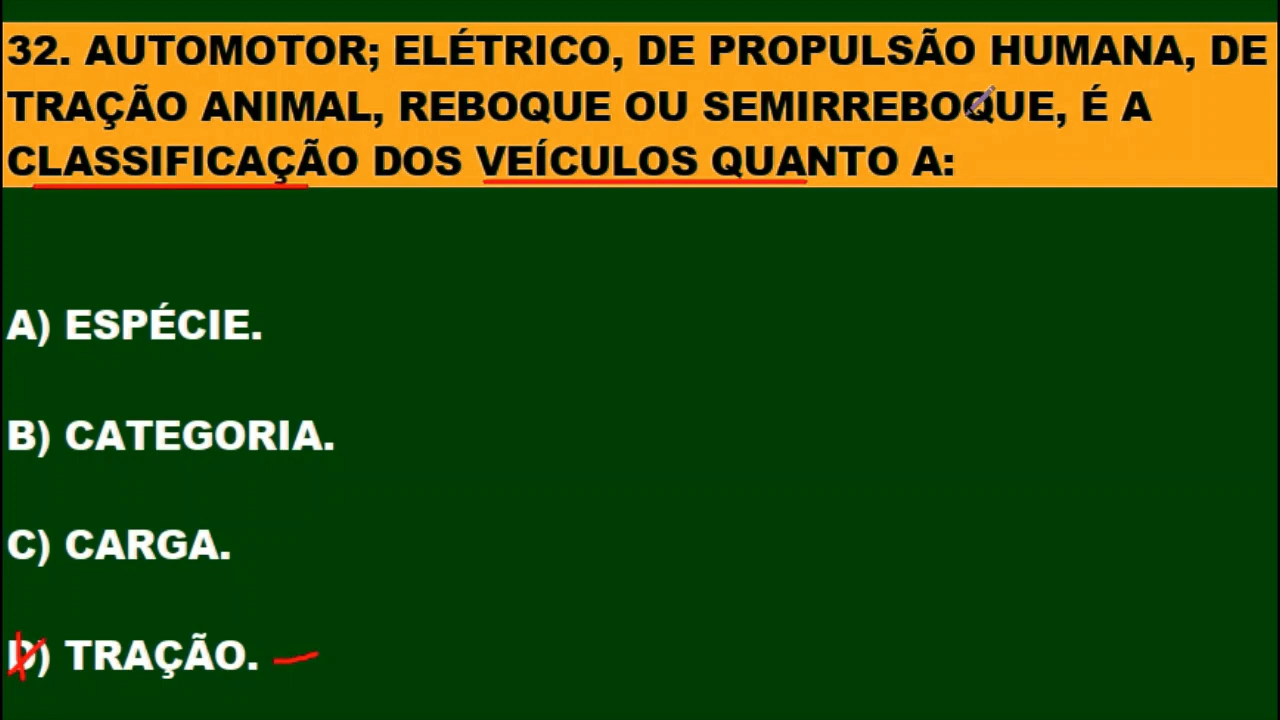 32. AUTOMOTOR; ELÉTRICO, DE PROPULSÃO HUMANA, DE
TRAÇÃO ANIMAL, REBOQUE OU SEMIRREBOQUE, É A
CLASSIFICAÇÃO DOS VEÍCULOS QUANTO A:
A) ESPÉCIE.
B) CATEGORIA.
C) CARGA.
D) TRAÇÃO.